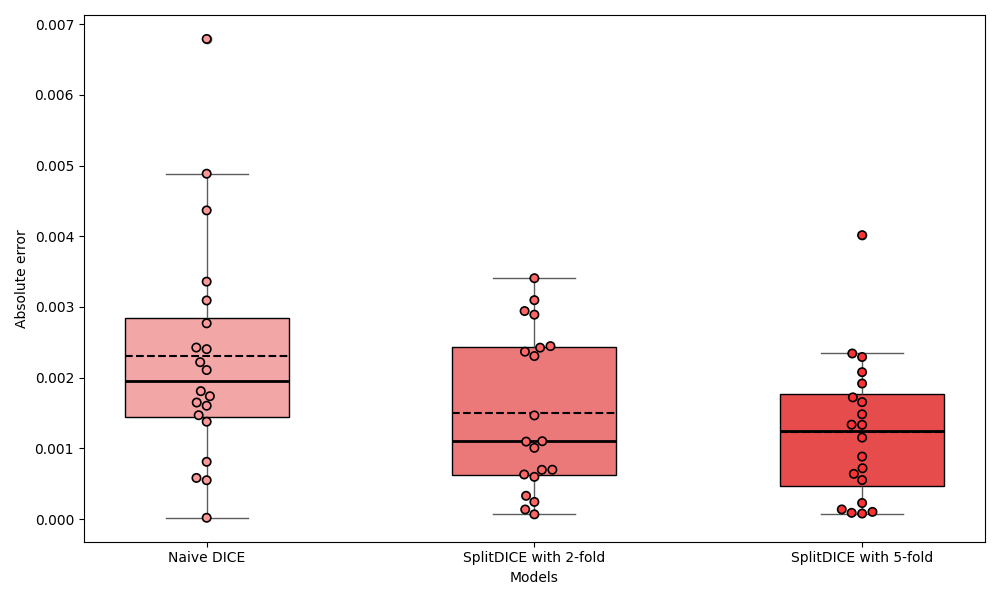 0.007
0.006
0.005
0.004
0.003
0.002
0.001
0.000
Absolute error
Naive DICE
SplitDICE with 2-fold
SplitDICE with 5-fold
Models